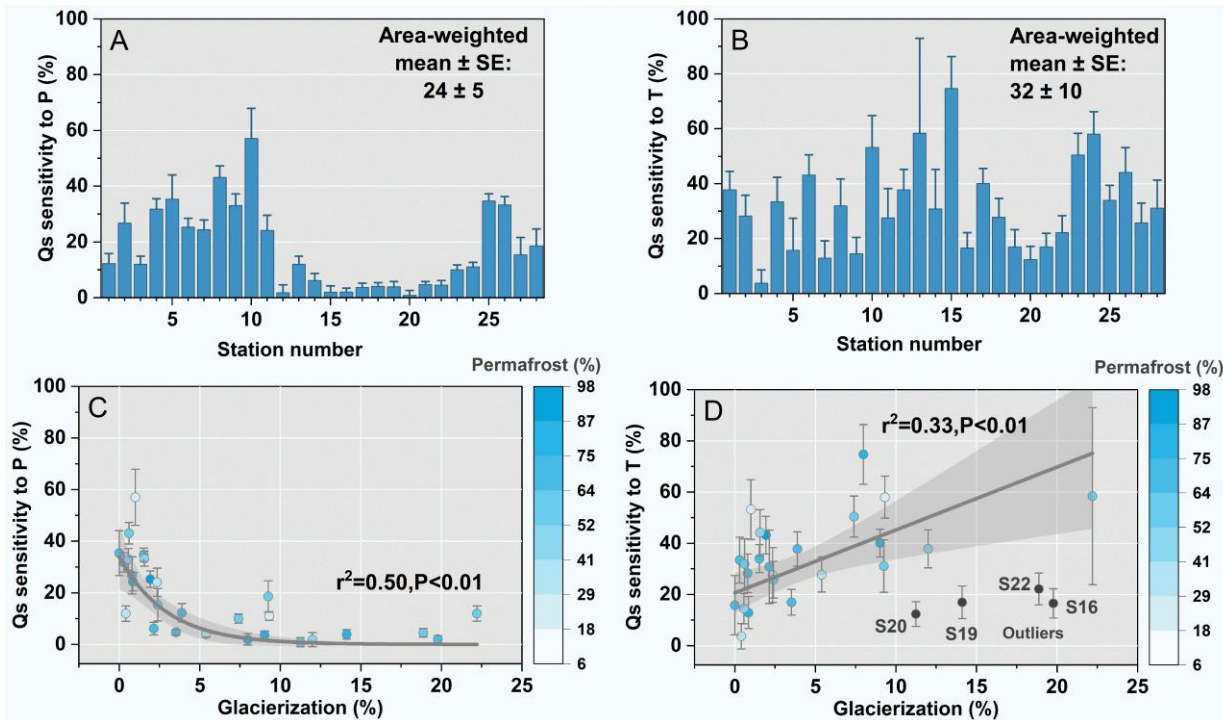 A
Area-weighted
mean ± SE:
24 ± 5
Qs sensitivity to P (%)
100
80
60
40
20
0
5
10
15
20
25
Station number
B
Area-weighted
mean ± SE:
32 ± 10
Qs sensitivity to T (%)
100
80
60
40
20
0
5
10
15
20
25
Station number
C
r²=0.50,P<0.01
Qs sensitivity to P (%)
100
80
60
40
20
0
0
5
10
15
20
25
Glacierization (%)
Permafrost (%)
98
87
75
64
52
41
29
18
6
D
r²=0.33,P<0.01
S20
S19
S22
S16
Outliers
Qs sensitivity to T (%)
100
80
60
40
20
0
0
5
10
15
20
25
Glacierization (%)
Permafrost (%)
98
87
75
64
52
41
29
18
6